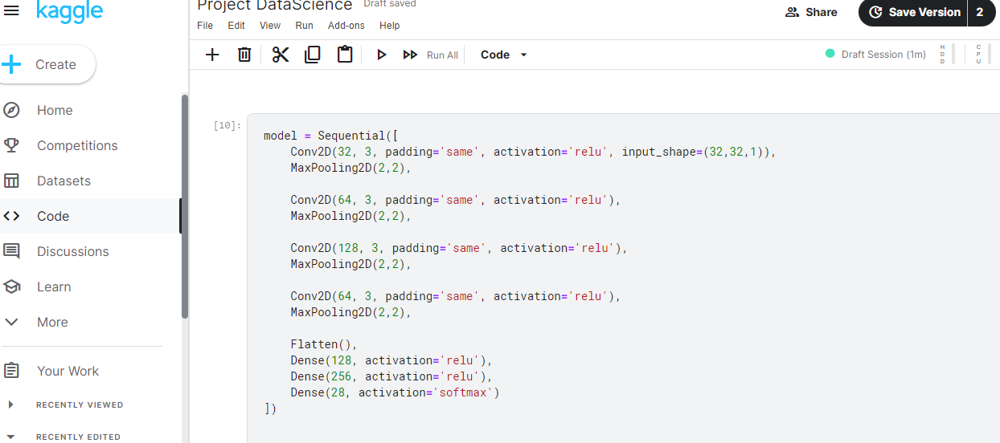 kaggle
Create
Home
Competitions
Datasets
Code
Discussions
Learn
More
Your Work
RECENTLY VIEWED
RECENTLY EDITED
Project DataScience Draft saved
File Edit View Run Add-ons Help
Share
Save Version 2
Run All
Code
Draft Session (1m)
HDD
CPU
[10]:
model = Sequential([
    Conv2D(32, 3, padding='same', activation='relu', input_shape=(32,32,1)),
    MaxPooling2D(2,2),
    Conv2D(64, 3, padding='same', activation='relu'),
    MaxPooling2D(2,2),
    Conv2D(128, 3, padding='same', activation='relu'),
    MaxPooling2D(2,2),
    Conv2D(64, 3, padding='same', activation='relu'),
    MaxPooling2D(2,2),
    Flatten(),
    Dense(128, activation='relu'),
    Dense(256, activation='relu'),
    Dense(28, activation='softmax')
])